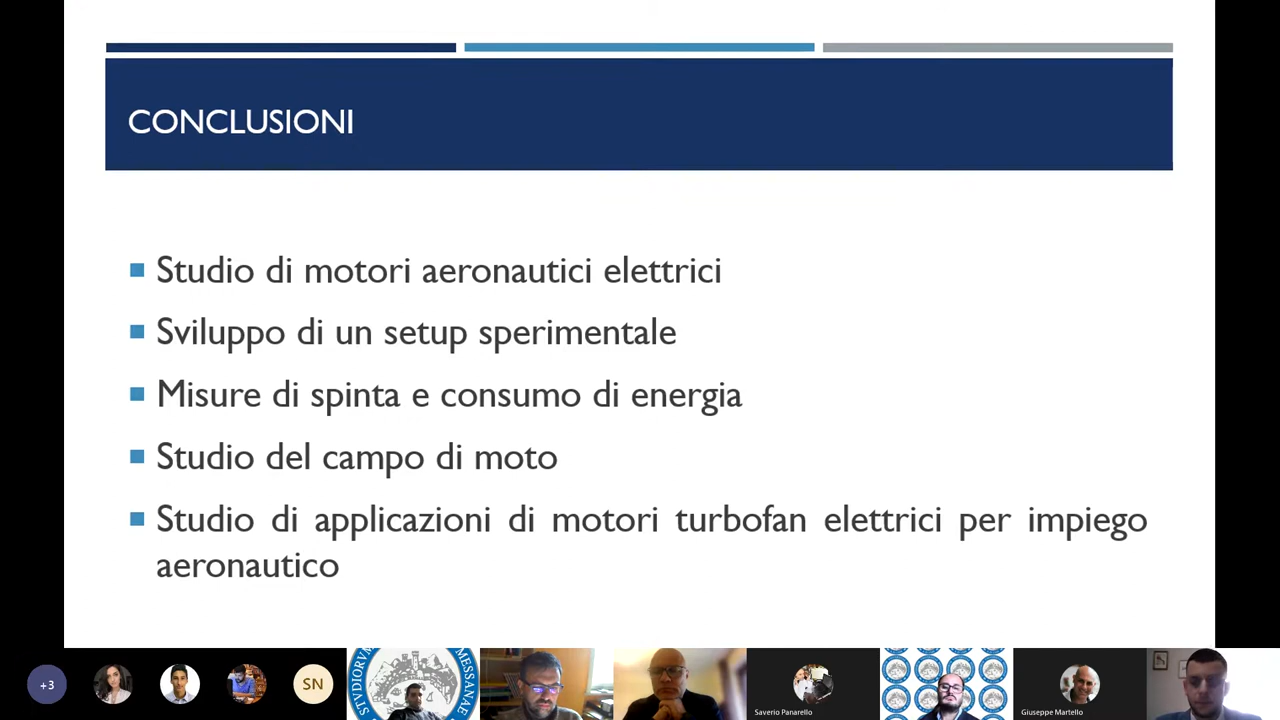 CONCLUSIONI
Studio di motori aeronautici elettrici
Sviluppo di un setup sperimentale
Misure di spinta e consumo di energia
Studio del campo di moto
Studio di applicazioni di motori turbofan elettrici per impiego
aeronautico
+3
SN
STVDIORVM
MESSANAE
Saverio Panarello
Giuseppe Martello